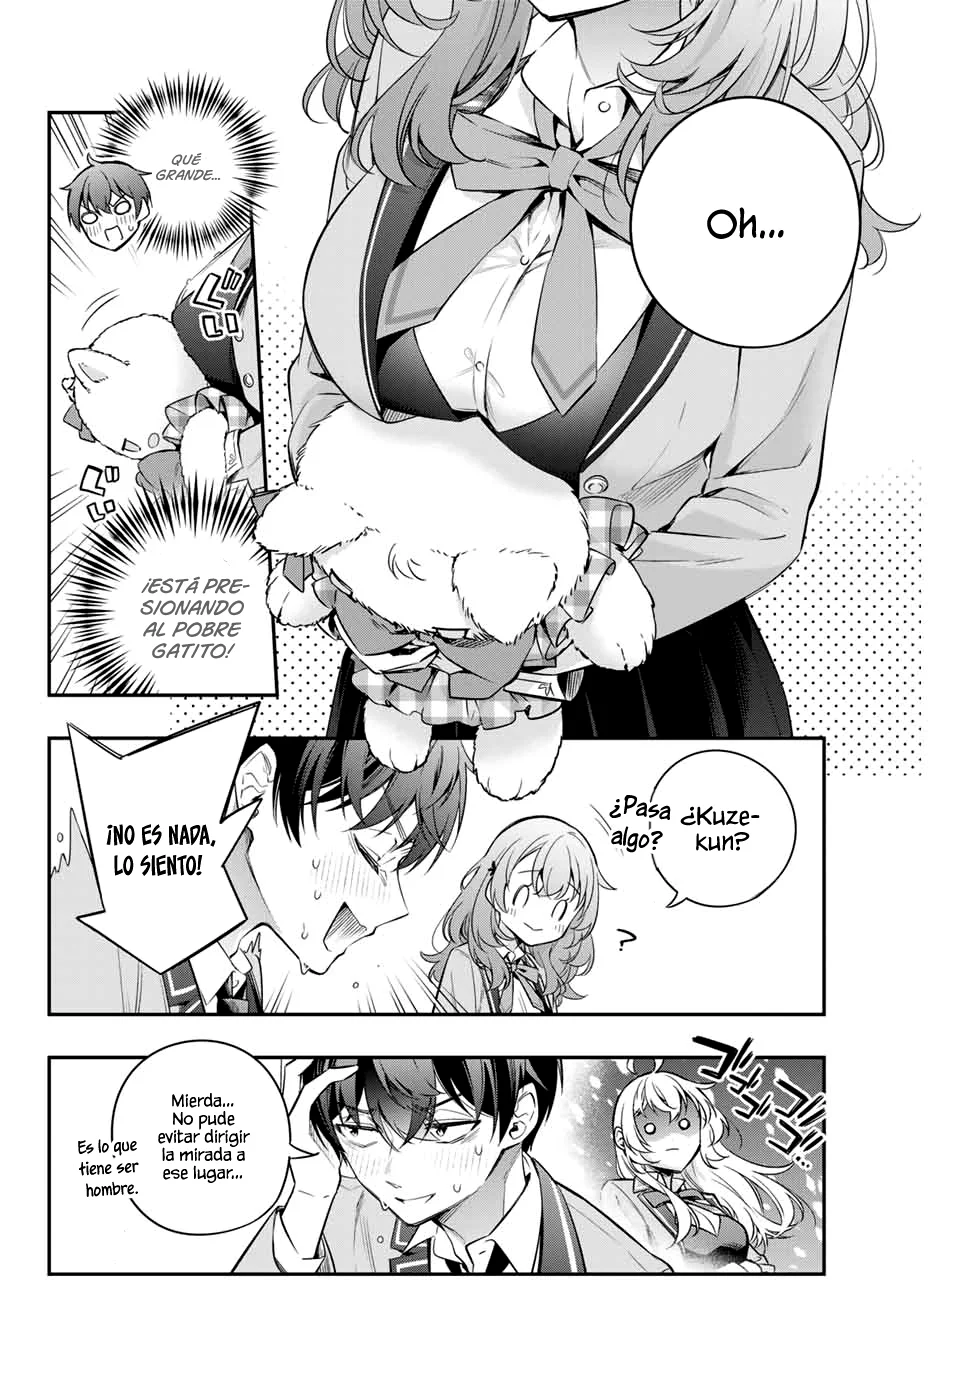 Oh...
QUÉ
GRANDE...
¡ESTÁ PRE-
SIONANDO
AL POBRE
GATITO!
¿Kuze-
kun?
¿Pasa
algo?
?
¡NO ES NADA,
LO SIENTO!
Mierda...
No pude
evitar dirigir
la mirada a
ese lugar...
Es lo que
tiene ser
hombre.